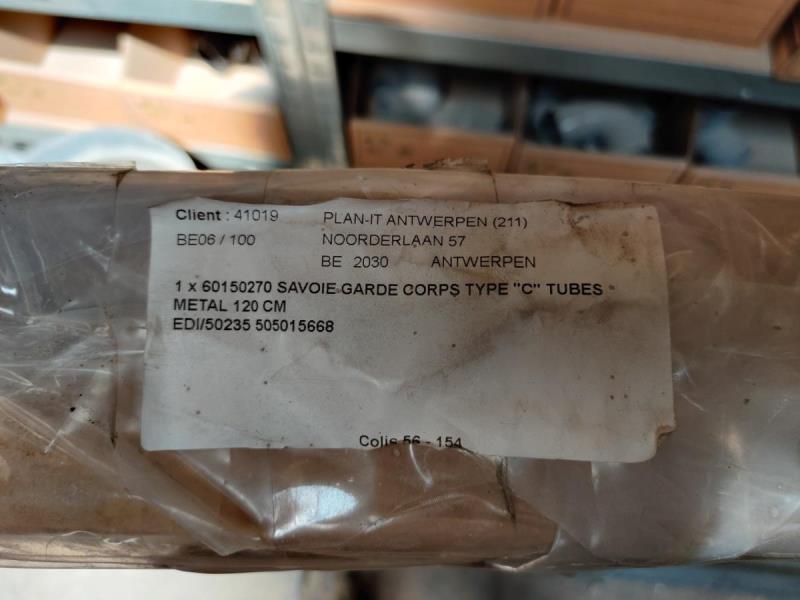 Client : 41019 PLAN-IT ANTWERPEN (211)
BE06 / 100 NOORDERLAAN 57
BE 2030 ANTWERPEN
1 x 60150270 SAVOIE GARDE CORPS TYPE "C" TUBES
METAL 120 CM
EDI/50235 505015668
Colis 56 - 154